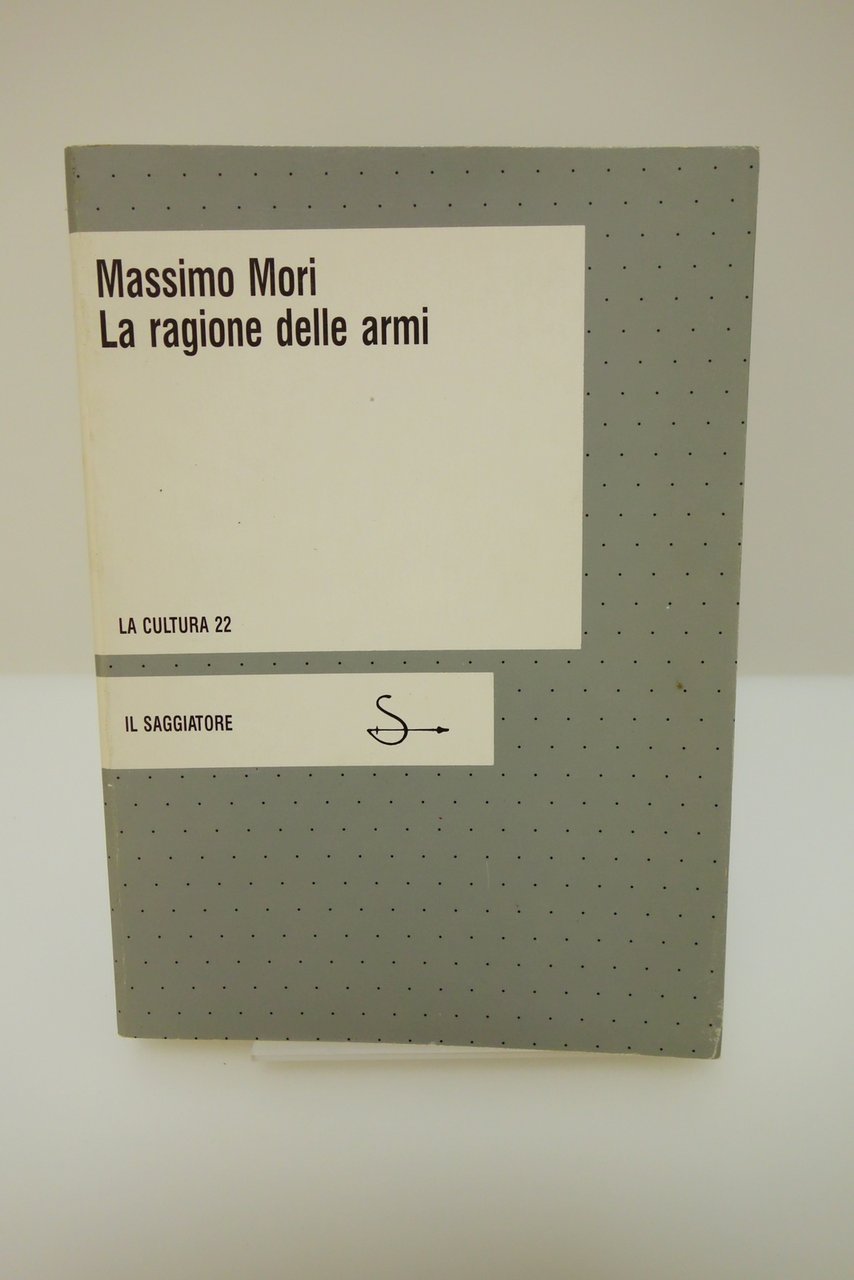 Massimo Mori
La ragione delle armi
LA CULTURA 22
IL SAGGIATORE